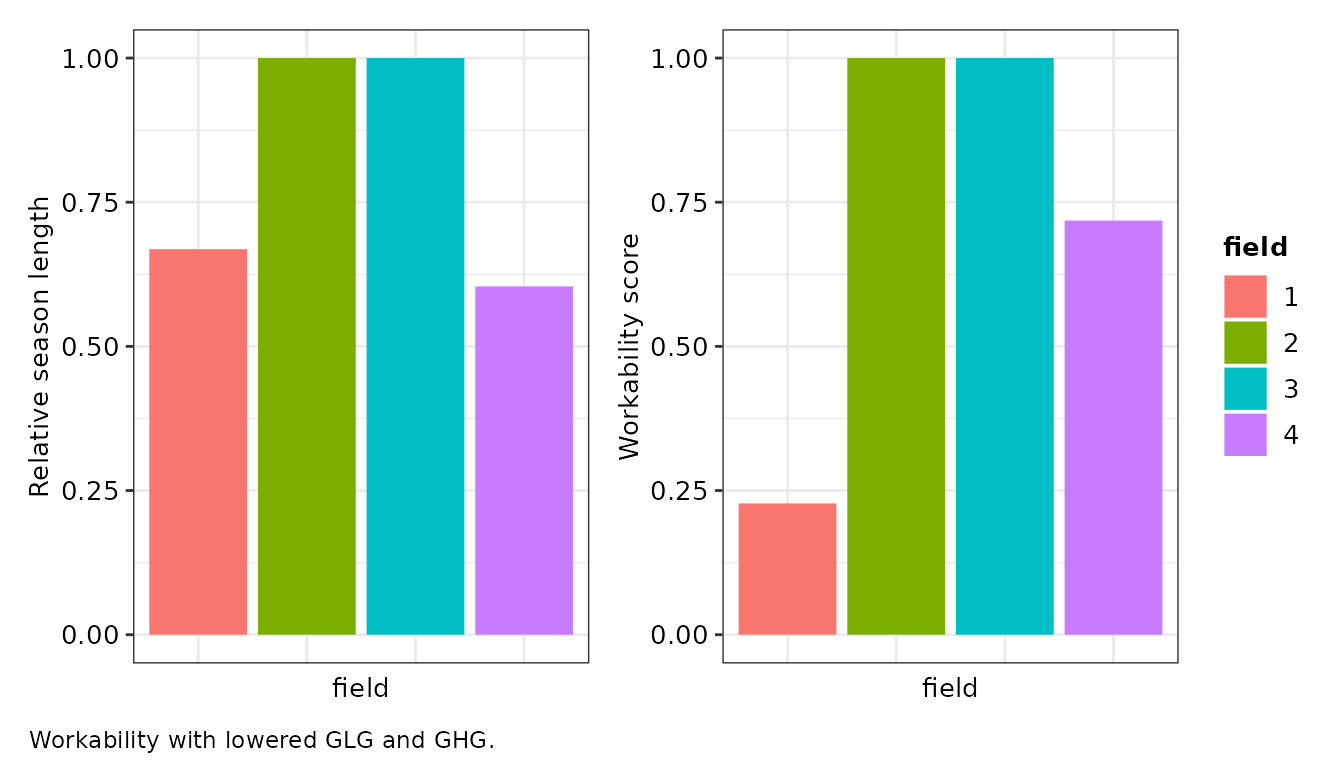 Relative season length
1.00
0.75
0.50
0.25
0.00
field
Workability score
1.00
0.75
0.50
0.25
0.00
field
field
1
2
3
4
Workability with lowered GLG and GHG.